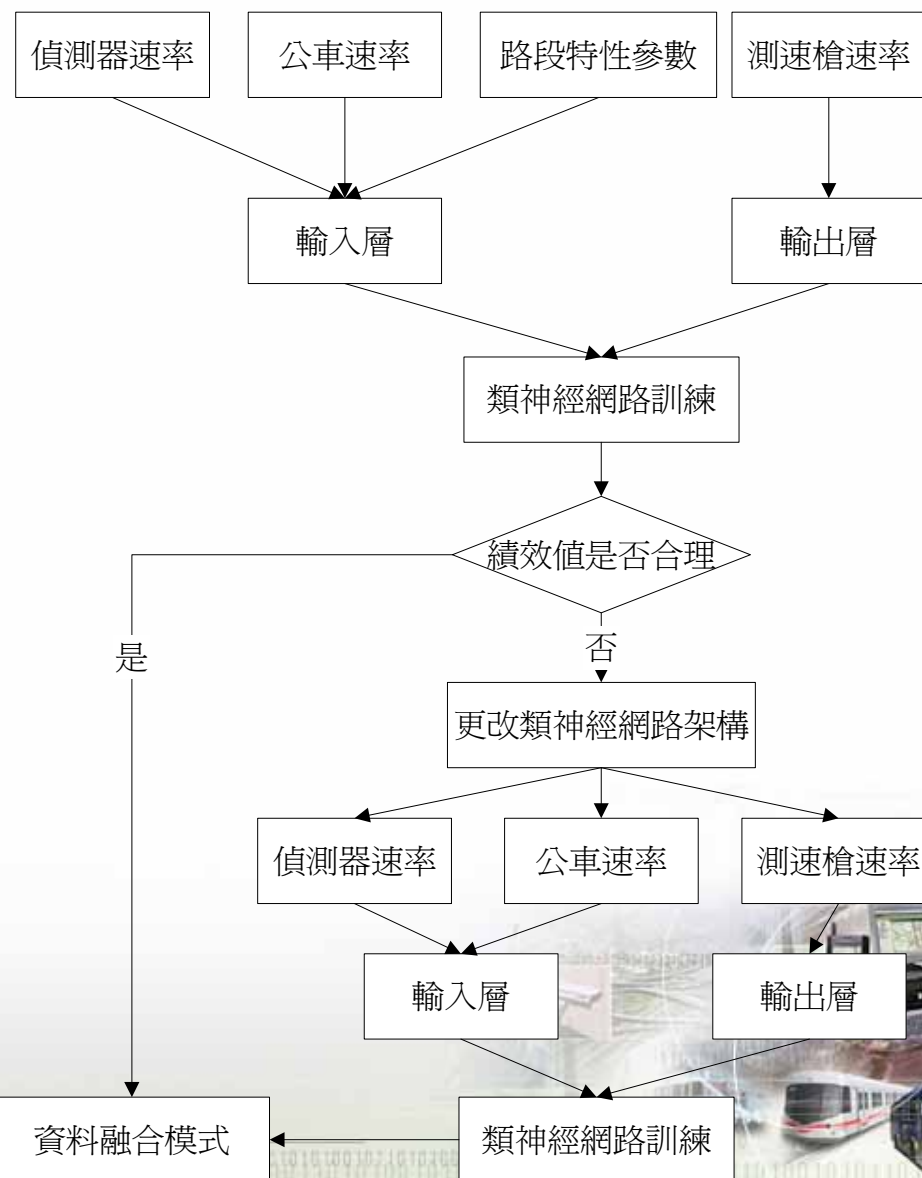 偵測器速率
公車速率
路段特性參數
測速槍速率
輸入層
輸出層
類神經網路訓練
績效值是否合理
是
否
更改類神經網路架構
偵測器速率
公車速率
測速槍速率
輸入層
輸出層
資料融合模式
類神經網路訓練